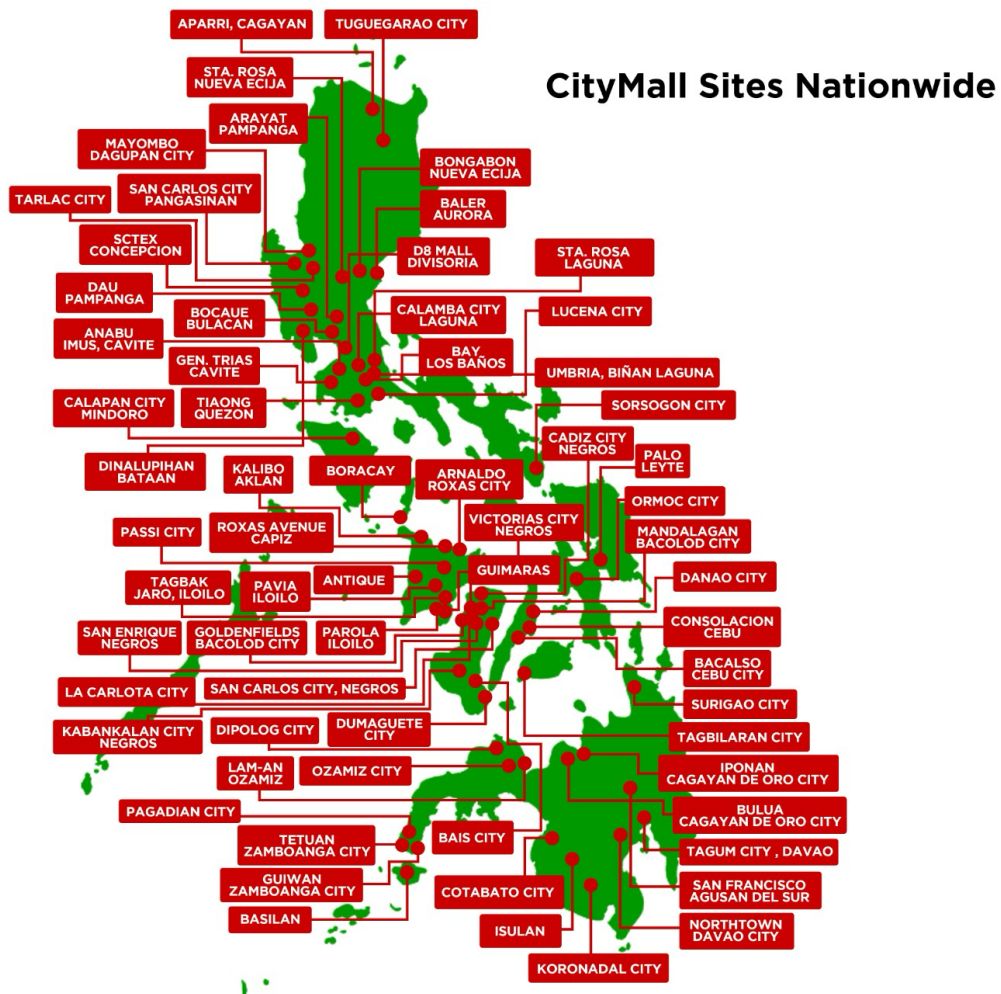 APARRI, CAGAYAN
TUGUEGARAO CITY
CityMall Sites Nationwide
STA. ROSA
NUEVA ECIJA
ARAYAT
PAMPANGA
MAYOMBO
DAGUPAN CITY
BONGABON
NUEVA ECIJA
TARLAC CITY
SAN CARLOS CITY
PANGASINAN
BALER
AURORA
SCTEX
CONCEPCION
D8 MALL
DIVISORIA
STA. ROSA
LAGUNA
DAU
PAMPANGA
BOCAUE
BULACAN
CALAMBA CITY
LAGUNA
LUCENA CITY
ANABU
IMUS, CAVITE
BAY,
LOS BAÑOS
GEN. TRIAS
CAVITE
UMBRIA, BIÑAN LAGUNA
CALAPAN CITY
MINDORO
TIAONG
QUEZON
SORSOGON CITY
CADIZ CITY
NEGROS
PALO
LEYTE
DINALUPIHAN
BATAAN
KALIBO
AKLAN
BORACAY
ARNALDO
ROXAS CITY
ORMOC CITY
PASSI CITY
ROXAS AVENUE
CAPIZ
VICTORIAS CITY
NEGROS
MANDALAGAN
BACOLOD CITY
TAGBAK
JARO, ILOILO
PAVIA
ILOILO
ANTIQUE
GUIMARAS
DANAO CITY
SAN ENRIQUE
NEGROS
GOLDENFIELDS
BACOLOD CITY
PAROLA
ILOILO
CONSOLACION
CEBU
BACALSO
CEBU CITY
LA CARLOTA CITY
SAN CARLOS CITY, NEGROS
SURIGAO CITY
KABANKALAN CITY
NEGROS
DIPOLOG CITY
DUMAGUETE
CITY
TAGBILARAN CITY
LAM-AN
OZAMIZ
OZAMIZ CITY
IPONAN
CAGAYAN DE ORO CITY
PAGADIAN CITY
BULUA
CAGAYAN DE ORO CITY
TETUAN
ZAMBOANGA CITY
BAIS CITY
TAGUM CITY , DAVAO
GUIWAN
ZAMBOANGA CITY
COTABATO CITY
SAN FRANCISCO
AGUSAN DEL SUR
BASILAN
ISULAN
NORTHTOWN
DAVAO CITY
KORONADAL CITY